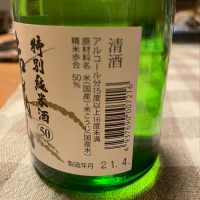 清酒
アルコール分15度以上16度未満
原材料名 米(国産)・米こうじ(国産米)
精米歩合 50%
製造年月 21.4.
特別純米酒 50